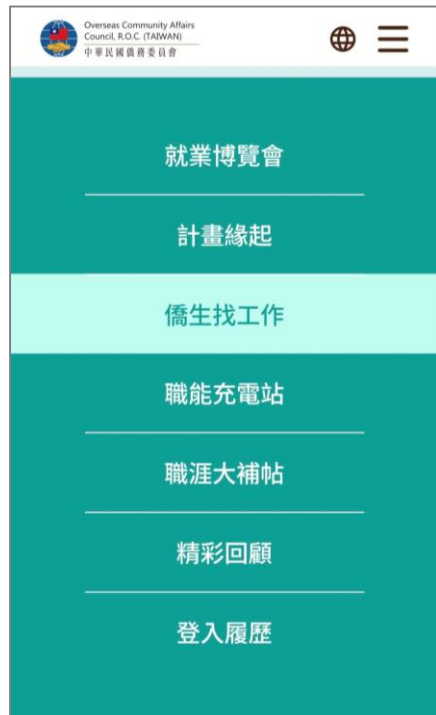 Overseas Community Affairs
Council, R.O.C. (TAIWAN)
中華民國僑務委員會
就業博覽會
計畫緣起
僑生找工作
職能充電站
職涯大補帖
精彩回顧
登入履歷